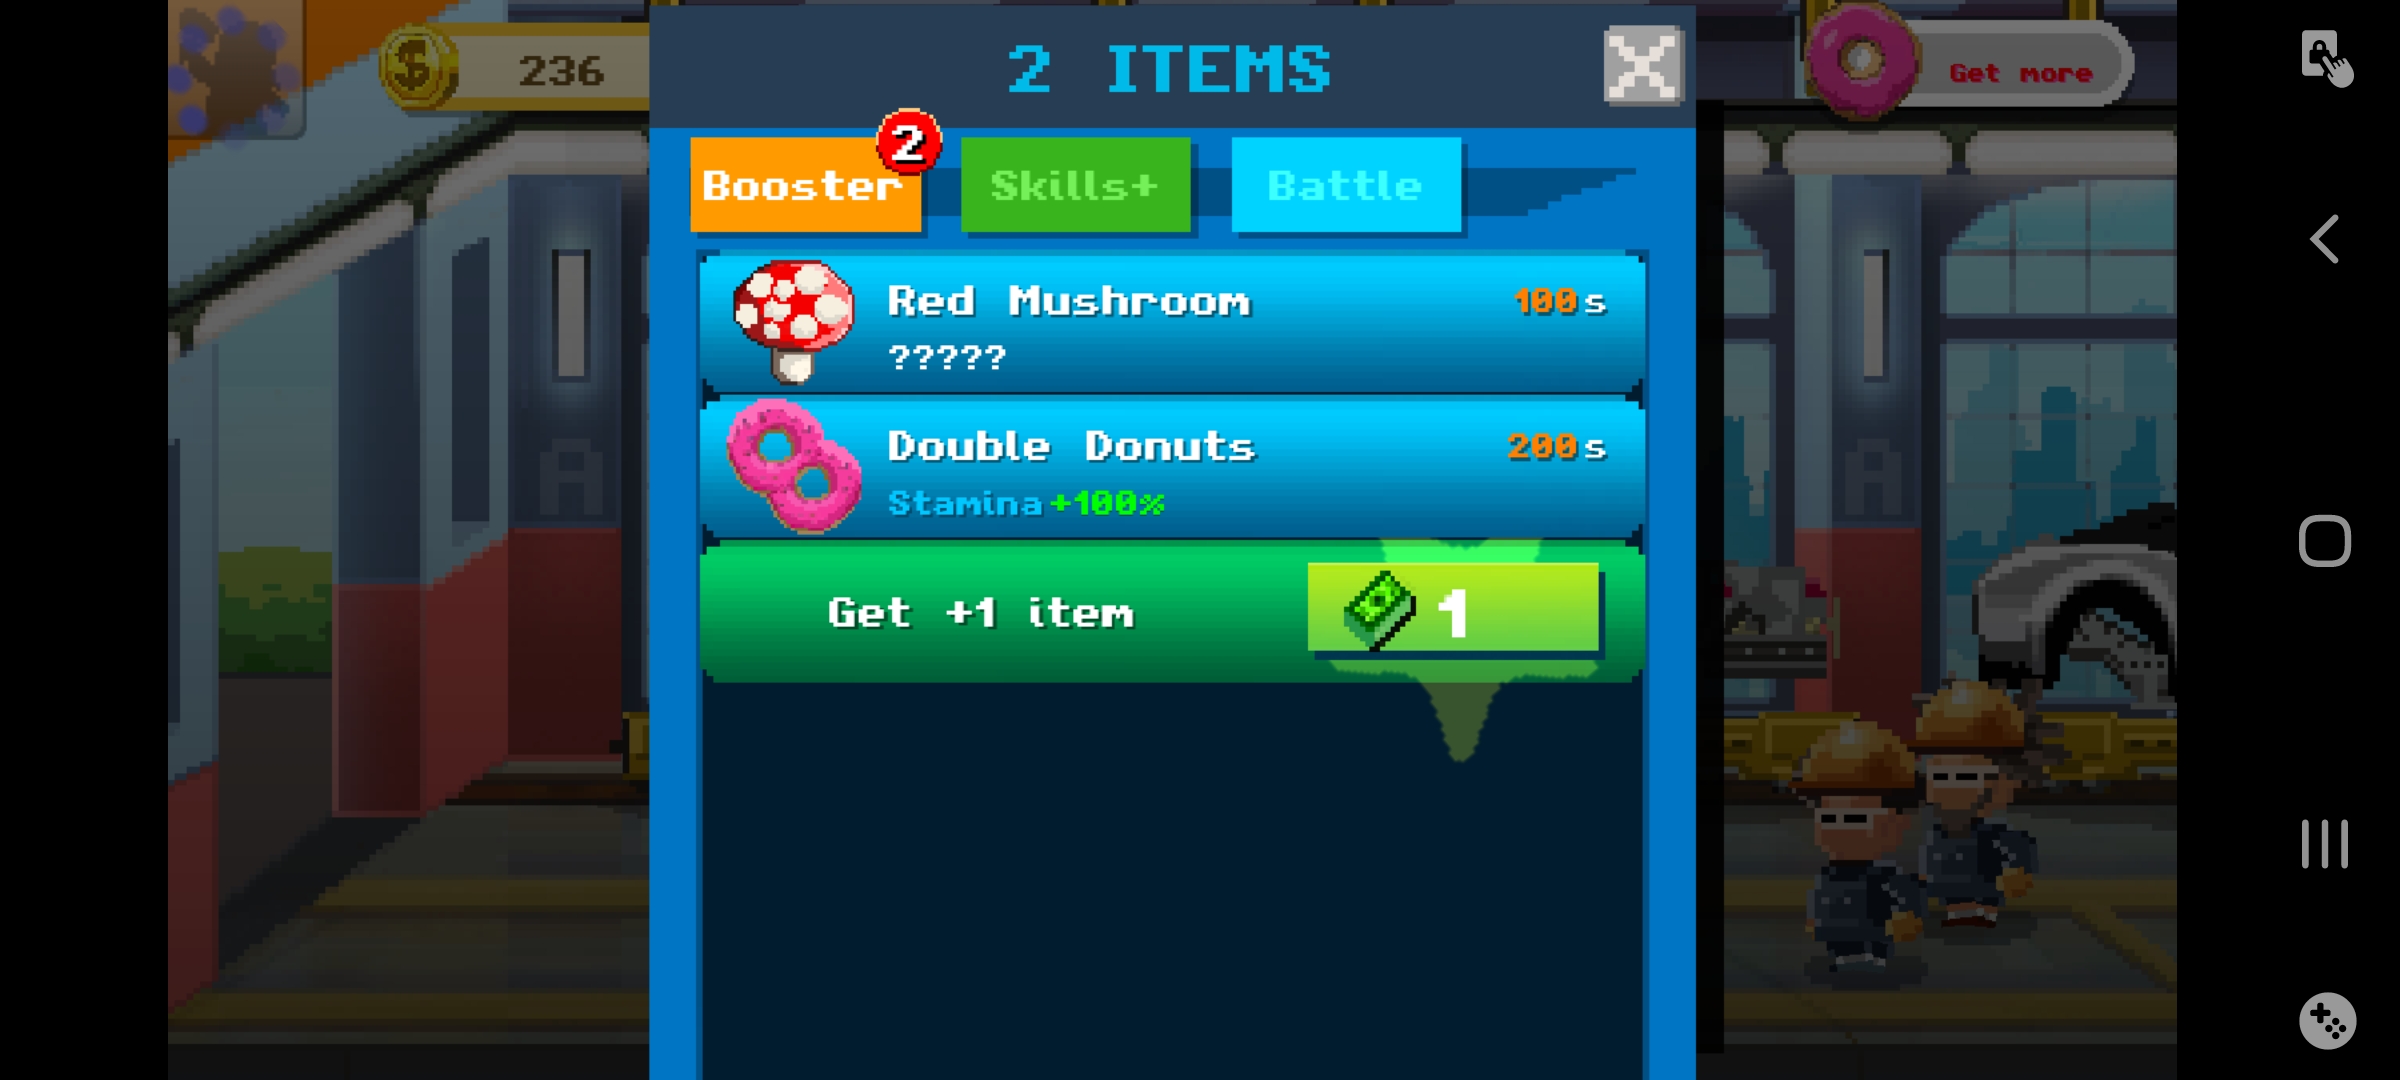 236
2 ITEMS
Get more
Booster
2
Skills+
Battle
Red Mushroom
100s
?????
Double Donuts
200s
Stamina +100%
Get +1 item
1
A
A